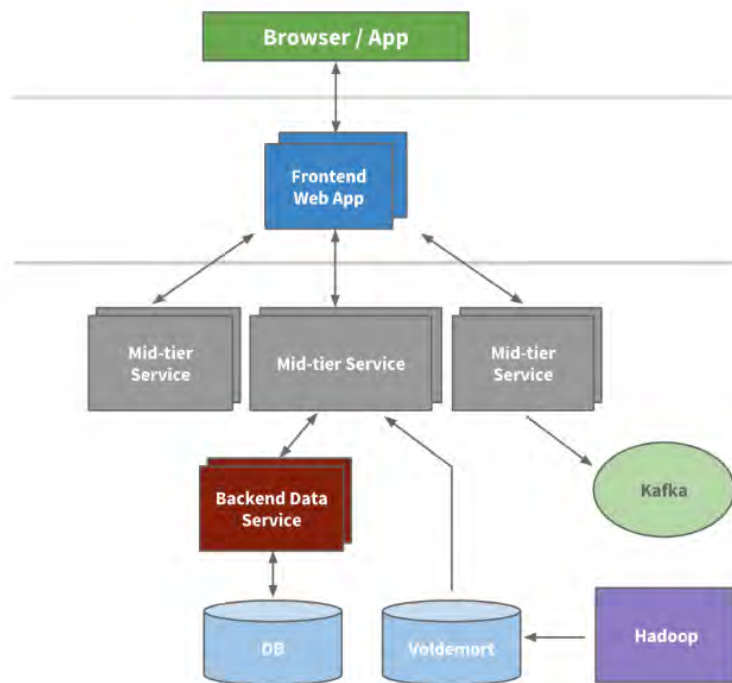 Browser / App
Frontend
Web App
Mid-tier
Service
Mid-tier Service
Mid-tier
Service
Backend Data
Service
Kafka
DB
Voldemort
Hadoop